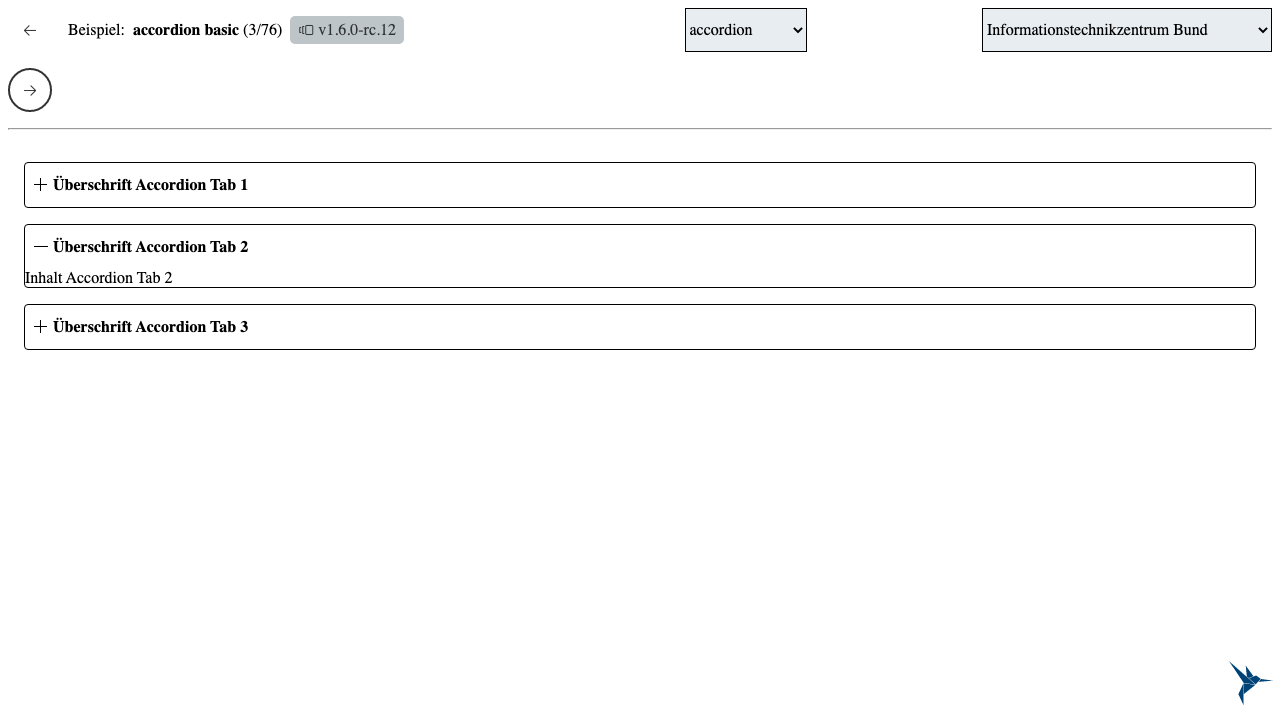 Beispiel: accordion basic (3/76) v1.6.0-rc.12 accordion Informationstechnikzentrum Bund
Überschrift Accordion Tab 1
Überschrift Accordion Tab 2
Inhalt Accordion Tab 2
Überschrift Accordion Tab 3